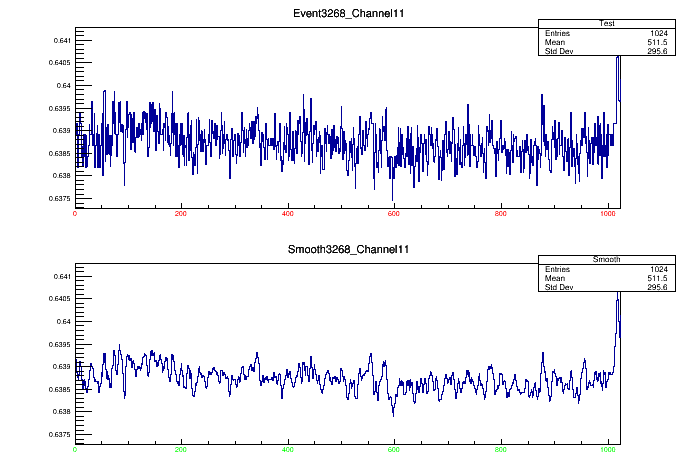 Event3268_Channel11
Test
Entries 1024
Mean 511.5
Std Dev 295.6
0.641
0.6405
0.64
0.6395
0.639
0.6385
0.638
0.6375
0 200 400 600 800 1000
Smooth3268_Channel11
Smooth
Entries 1024
Mean 511.5
Std Dev 295.6
0.641
0.6405
0.64
0.6395
0.639
0.6385
0.638
0.6375
0 200 400 600 800 1000